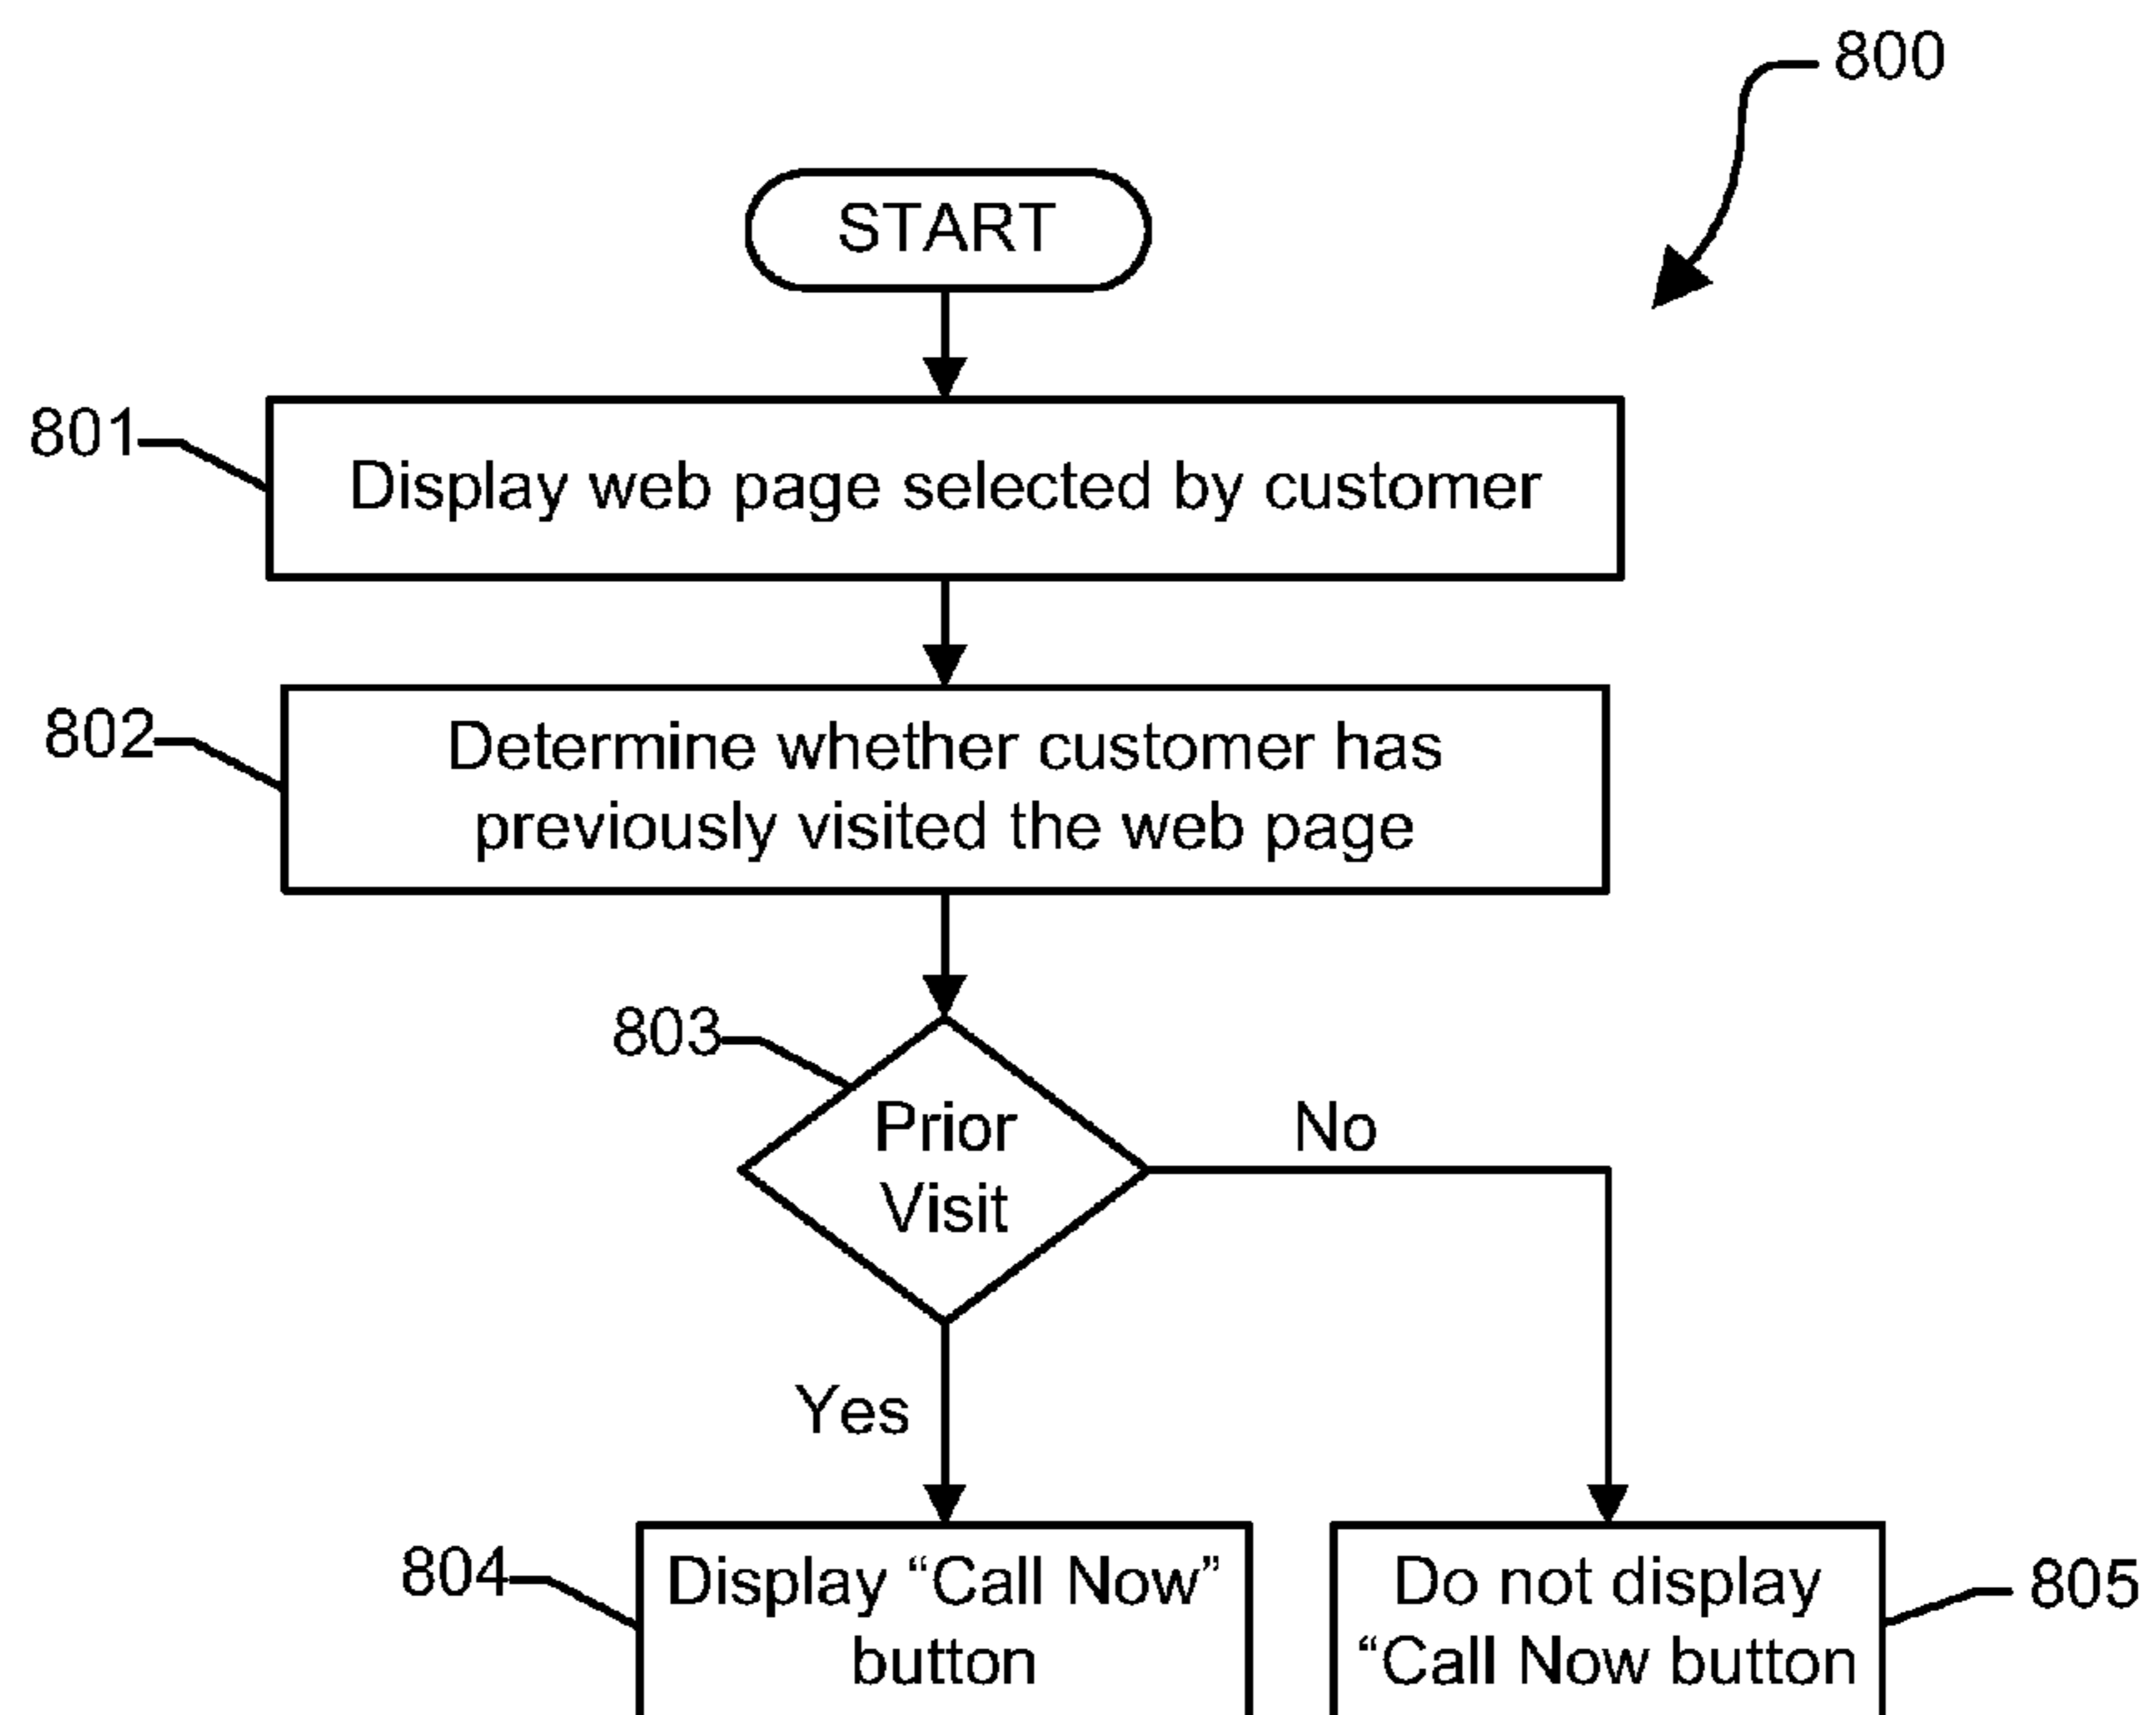 800
START
801
Display web page selected by customer
802
Determine whether customer has
previously visited the web page
803
Prior
Visit
No
Yes
804
Display “Call Now”
button
Do not display
“Call Now button
805